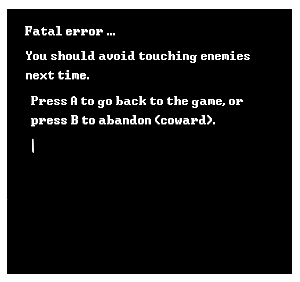 Fatal error ...
You should avoid touching enemies
next time.
Press A to go back to the game, or
press B to abandon (coward).